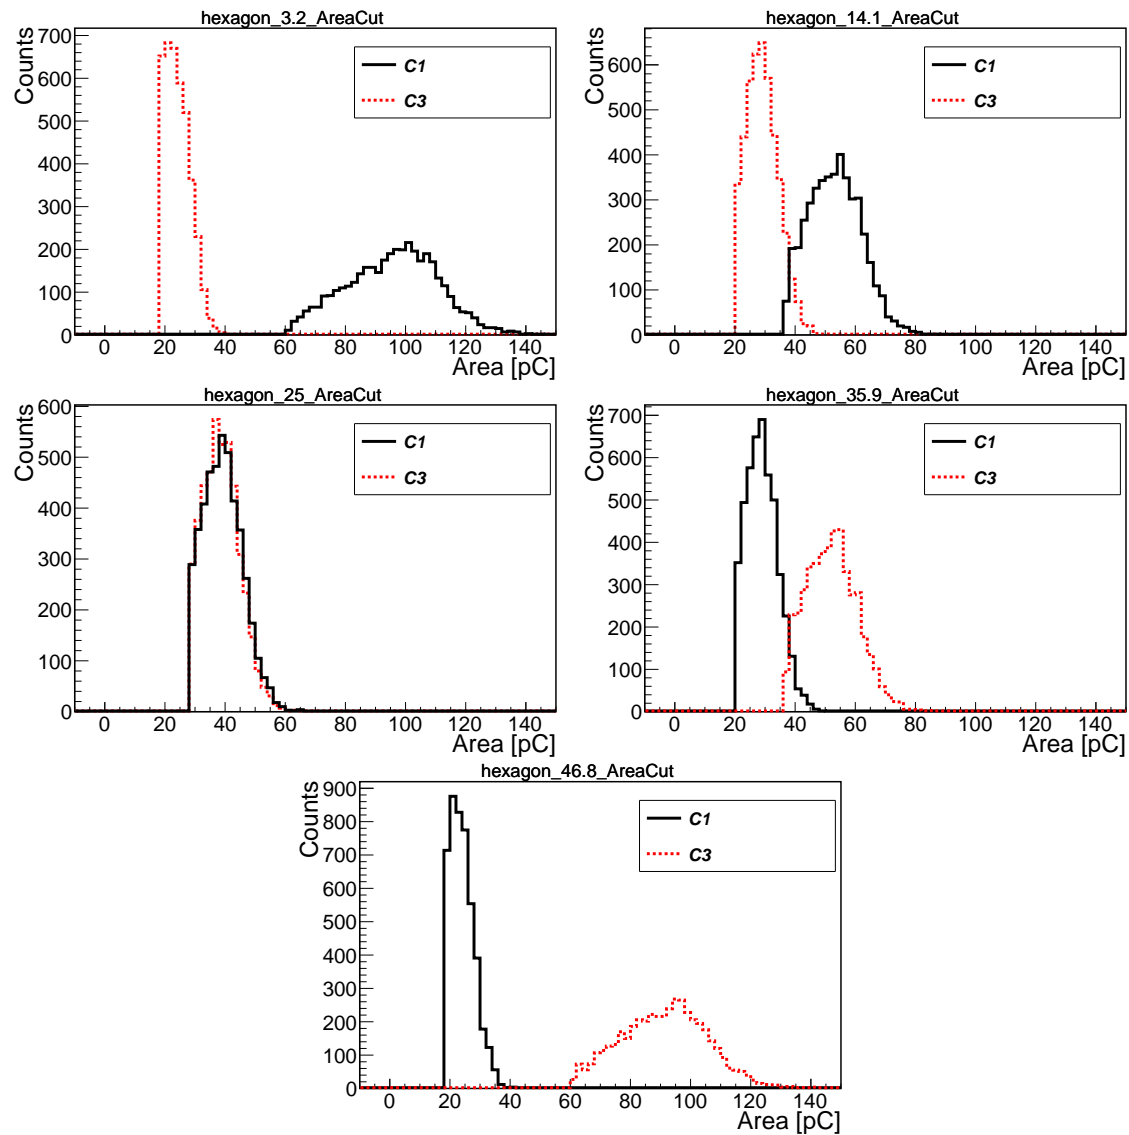 hexagon_3.2_AreaCut
Counts
700
600
500
400
300
200
100
0
C1
C3
0 20 40 60 80 100 120 140
Area [pC]
hexagon_14.1_AreaCut
Counts
600
500
400
300
200
100
0
C1
C3
0 20 40 60 80 100 120 140
Area [pC]
hexagon_25_AreaCut
Counts
600
500
400
300
200
100
0
C1
C3
0 20 40 60 80 100 120 140
Area [pC]
hexagon_35.9_AreaCut
Counts
700
600
500
400
300
200
100
0
C1
C3
0 20 40 60 80 100 120 140
Area [pC]
hexagon_46.8_AreaCut
Counts
900
800
700
600
500
400
300
200
100
0
C1
C3
0 20 40 60 80 100 120 140
Area [pC]